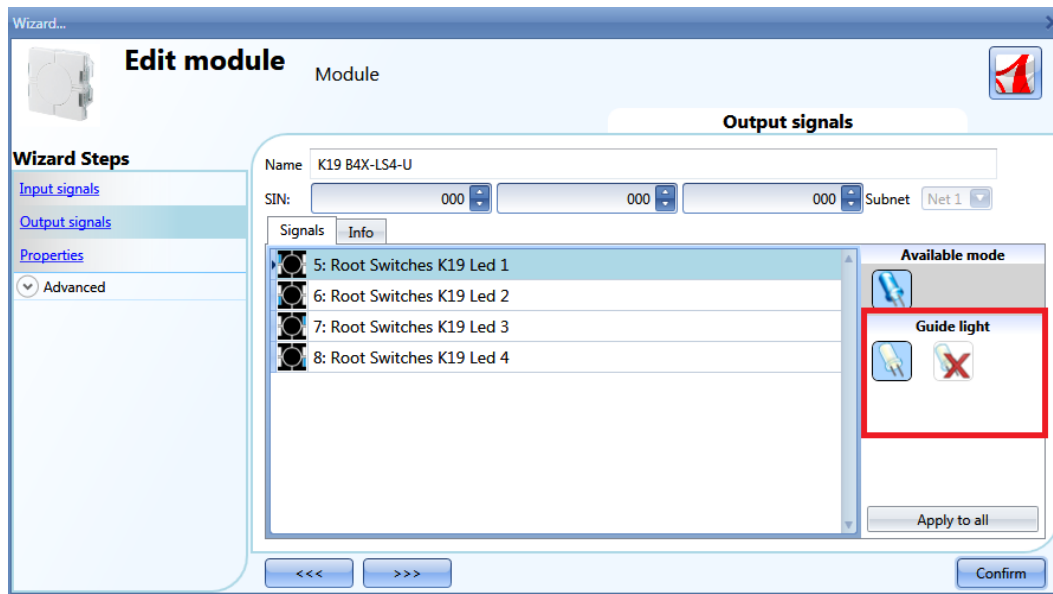 Wizard...
Edit module
Module
Output signals
Wizard Steps
Input signals
Output signals
Properties
Advanced
Name K19 B4X-LS4-U
SIN: 000 000 000 Subnet Net 1
Signals Info
5: Root Switches K19 Led 1
6: Root Switches K19 Led 2
7: Root Switches K19 Led 3
8: Root Switches K19 Led 4
Available mode
Guide light
Apply to all
<<< >>> Confirm